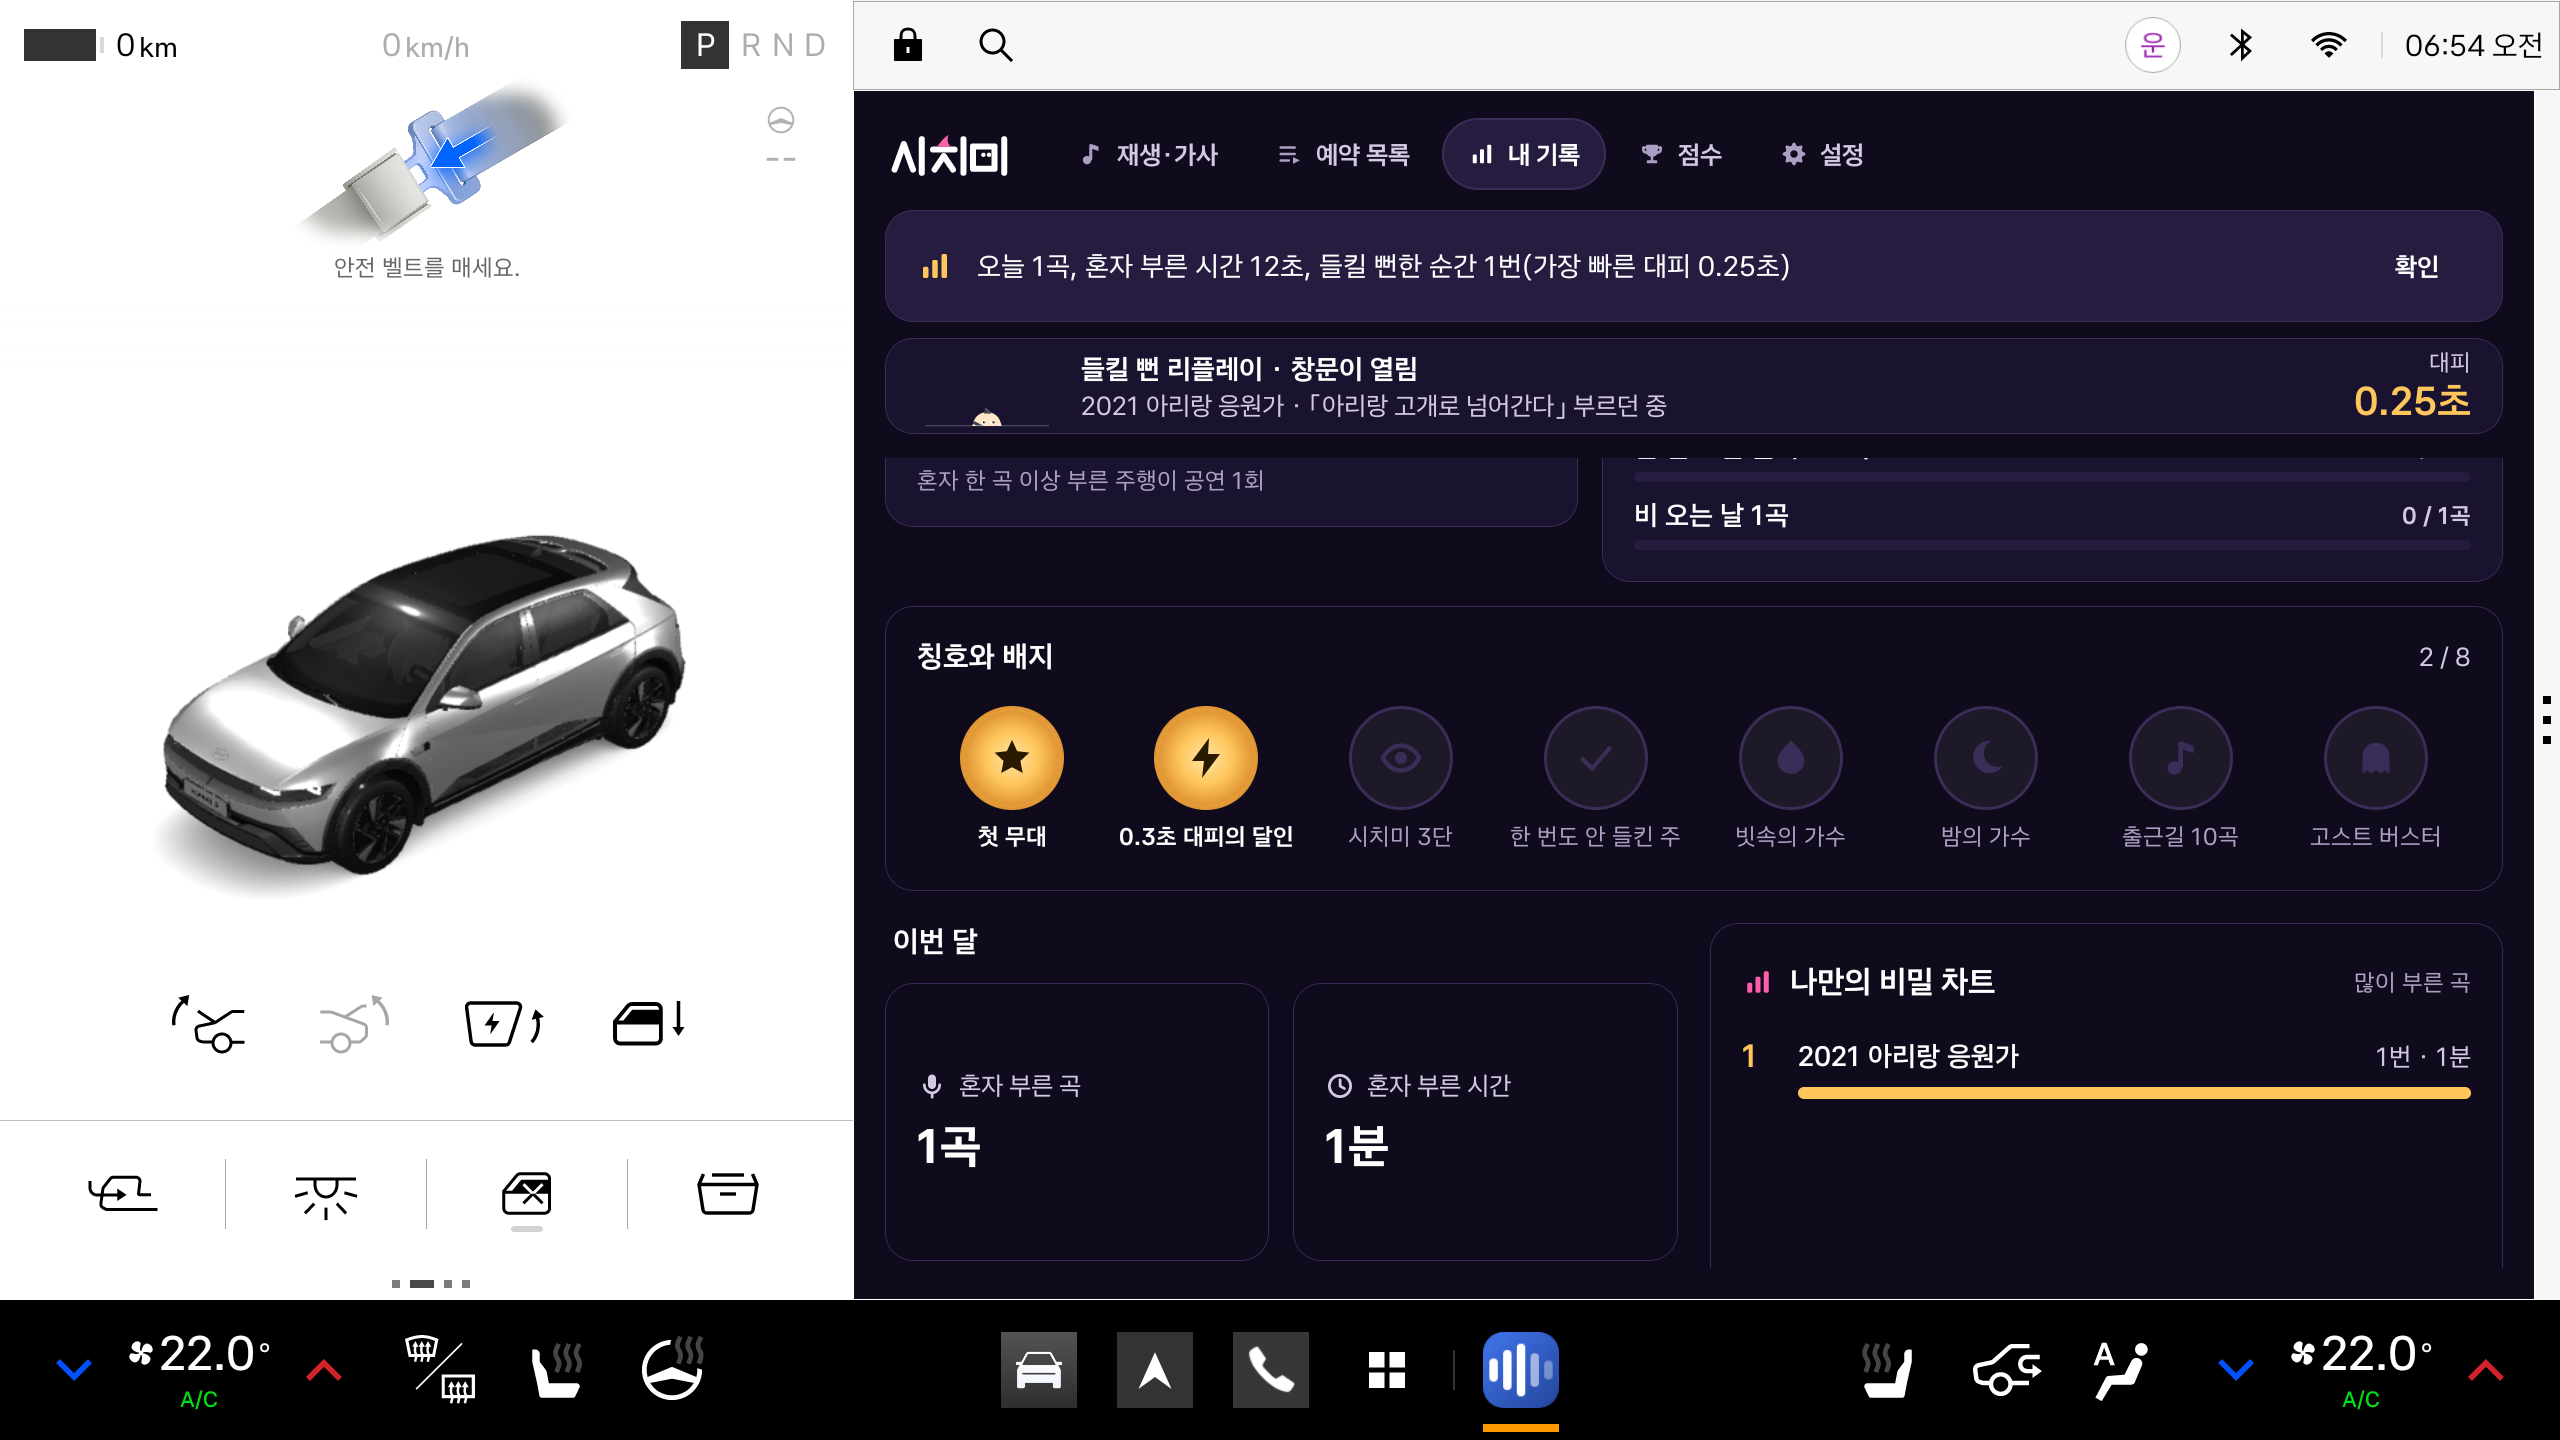 0 km
0 km/h
P R N D
안전 벨트를 매세요.
운
06:54 오전
시치미
재생·가사
예약 목록
내 기록
점수
설정
오늘 1곡, 혼자 부른 시간 12초, 들킬 뻔한 순간 1번(가장 빠른 대피 0.25초)
확인
들킬 뻔 리플레이 · 창문이 열림
2021 아리랑 응원가 · 「아리랑 고개로 넘어간다」 부르던 중
대피
0.25초
혼자 한 곡 이상 부른 주행이 공연 1회
비 오는 날 1곡
0 / 1곡
칭호와 배지
2 / 8
첫 무대
0.3초 대피의 달인
시치미 3단
한 번도 안 들킨 주
빗속의 가수
밤의 가수
출근길 10곡
고스트 버스터
이번 달
혼자 부른 곡
1곡
혼자 부른 시간
1분
나만의 비밀 차트
많이 부른 곡
1
2021 아리랑 응원가
1번 · 1분
22.0°
A/C
A
22.0°
A/C